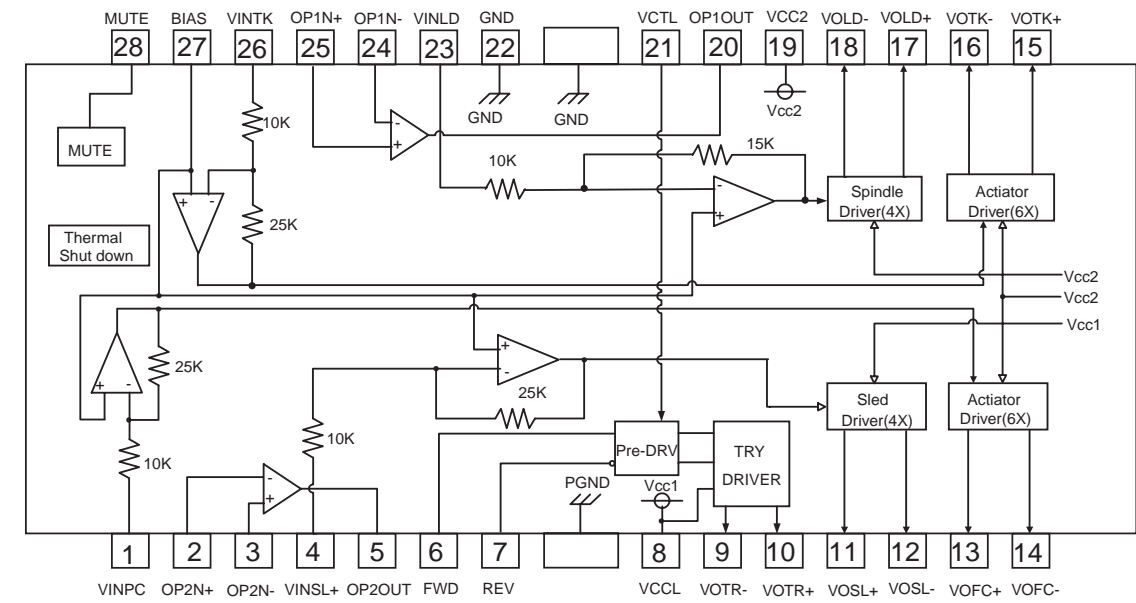 MUTE BIAS VINTK OP1N+ OP1N- VINLD GND VCTL OP1OUT VCC2 VOLD- VOLD+ VOTK- VOTK+
28 27 26 25 24 23 22 21 20 19 18 17 16 15
Vcc2
GND
GND
10K
MUTE
15K
10K
-
+
+ -
-
+
Spindle
Driver(4X)
Actiator
Driver(6X)
25K
Thermal
Shut down
Vcc2
Vcc2
Vcc1
+
-
25K
+ -
25K
Sled
Driver(4X)
Actiator
Driver(6X)
10K
10K
Pre-DRV
TRY
DRIVER
-
+
PGND
Vcc1
1 2 3 4 5 6 7 8 9 10 11 12 13 14
VINPC OP2N+ OP2N- VINSL+ OP2OUT FWD REV VCCL VOTR- VOTR+ VOSL+ VOSL- VOFC+ VOFC-